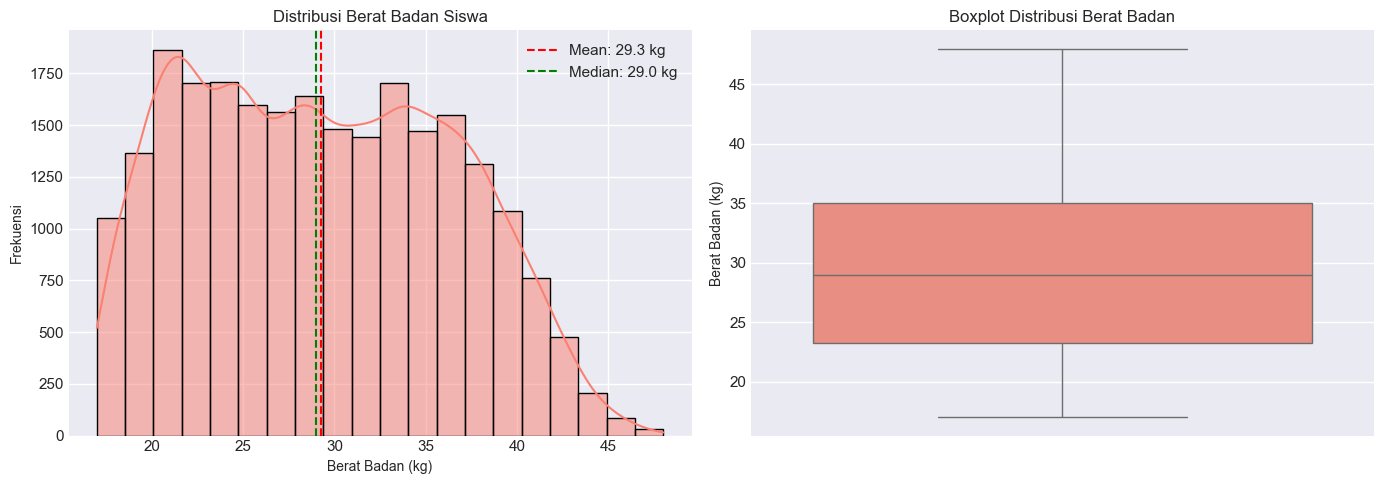 Distribusi Berat Badan Siswa
Mean: 29.3 kg
Median: 29.0 kg
1750
1500
1250
1000
750
500
250
0
Frekuensi
20 25 30 35 40 45
Berat Badan (kg)
Boxplot Distribusi Berat Badan
45
40
35
30
25
20
Berat Badan (kg)